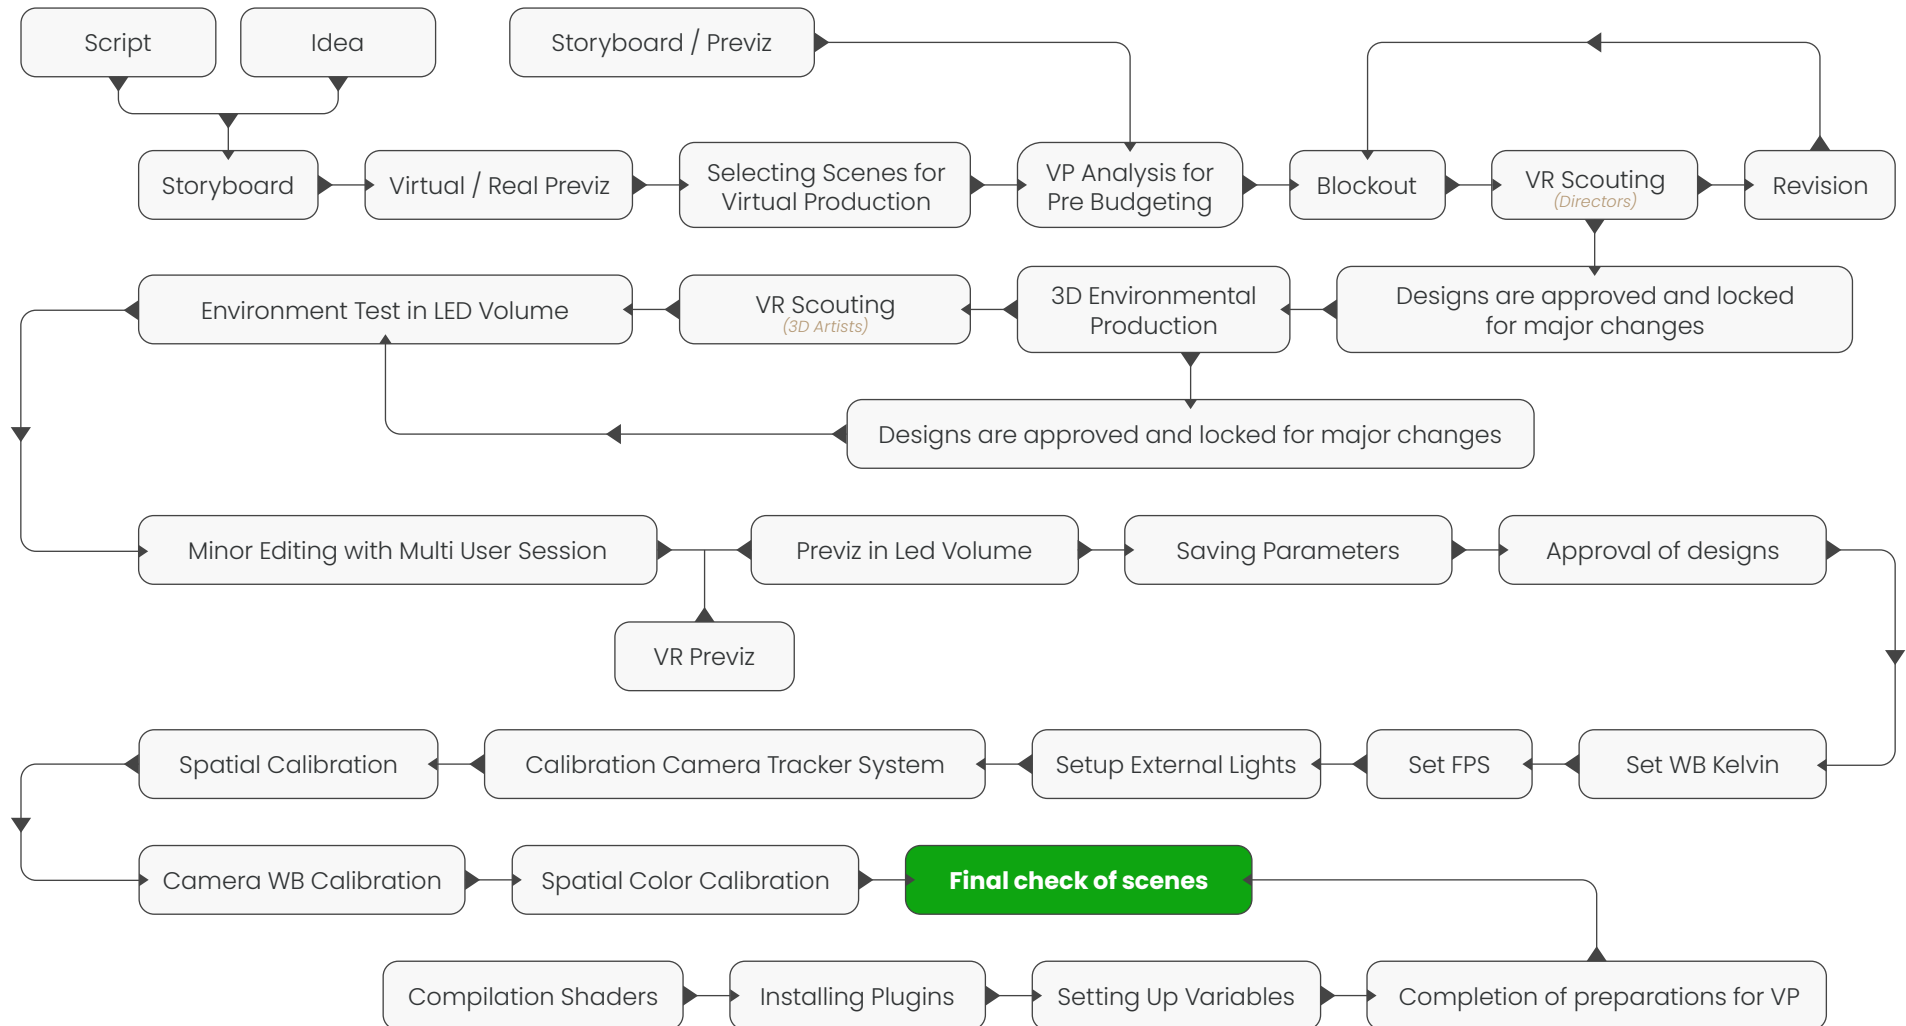 Script
Idea
Storyboard / Previz
Storyboard
Virtual / Real Previz
Selecting Scenes for
Virtual Production
VP Analysis for
Pre Budgeting
Blockout
VR Scouting
(Directors)
Revision
Environment Test in LED Volume
VR Scouting
(3D Artists)
3D Environmental
Production
Designs are approved and locked
for major changes
Designs are approved and locked for major changes
Minor Editing with Multi User Session
Previz in Led Volume
Saving Parameters
Approval of designs
VR Previz
Spatial Calibration
Calibration Camera Tracker System
Setup External Lights
Set FPS
Set WB Kelvin
Camera WB Calibration
Spatial Color Calibration
Final check of scenes
Compilation Shaders
Installing Plugins
Setting Up Variables
Completion of preparations for VP